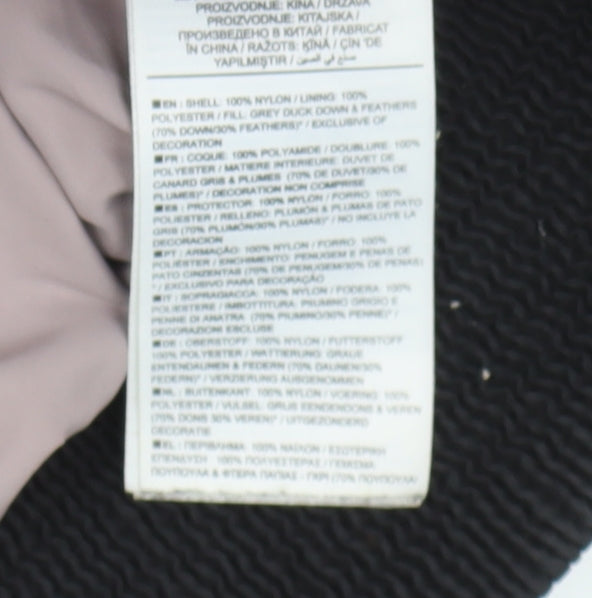 PROIZVODNJE: KINA / DRŽAVA
PROIZVODNJE: KITAJSKA /
ПРОИЗВЕДЕНО В КИТАЙ / FABRICAT
ÎN CHINA / RAŽOTS: ĶĪNĀ / ÇİN 'DE
YAPILMIŞTIR / صنع في الصين
EN : SHELL: 100% NYLON / LINING: 100%
POLYESTER / FILL: GREY DUCK DOWN & FEATHERS
(70% DOWN/30% FEATHERS)* / EXCLUSIVE OF
DECORATION
FR : COQUE: 100% POLYAMIDE / DOUBLURE: 100%
POLYESTER / MATIERE INTERIEURE: DUVET DE
CANARD GRIS & PLUMES (70% DE DUVET/30% DE
PLUMES)* / DECORATION NON COMPRISE
ES : PROTECTOR: 100% NYLON / FORRO: 100%
POLIESTER / RELLENO: PLUMÓN & PLUMAS DE PATO
GRIS (70% PLUMÓN/30% PLUMAS)* / NO INCLUYE LA
DECORACION
PT : ARMAÇÃO: 100% NYLON / FORRO: 100%
POLIÉSTER / ENCHIMENTO: PENUGEM E PENAS DE
PATO CINZENTAS (70% DE PENUGEM/30% DE PENAS)
* / EXCLUSIVO PARA DECORAÇÃO
IT : SOPRAGIACCA: 100% NYLON / FODERA: 100%
POLIESTERE / IMBOTTITURA: PIUMINO GRIGIO E
PENNE DI ANATRA (70% PIUMINO/30% PENNE)* /
DECORAZIONI ESCLUSE
DE : OBERSTOFF: 100% NYLON / FUTTERSTOFF
100% POLYESTER / WATTIERUNG: GRAUE
ENTENDAUNEN & FEDERN (70% DAUNEN/30%
FEDERN)* / VERZIERUNG AUSGENOMMEN
NL : BUITENKANT: 100% NYLON / VOERING: 100%
POLYESTER / VULSEL: GRIJS EENDENDONS & VEREN
(70% DONS 30% VEREN)* / UITGEZONDERD
DECORATIE
EL : ΠΕΡΙΒΛΗΜΑ: 100% ΝΑΪΛΟΝ / ΕΣΩΤΕΡΙΚΗ
ΕΠΕΝΔΥΣΗ : 100% ΠΟΛΥΕΣΤΕΡΑΣ / ΓΕΜΙΣΜΑ:
ΠΟΥΠΟΥΛΑ & ΦΤΕΡΑ ΠΑΠΙΑΣ - ΓΚΡΙ (70% ΠΟΥΠΟΥΛΑ/